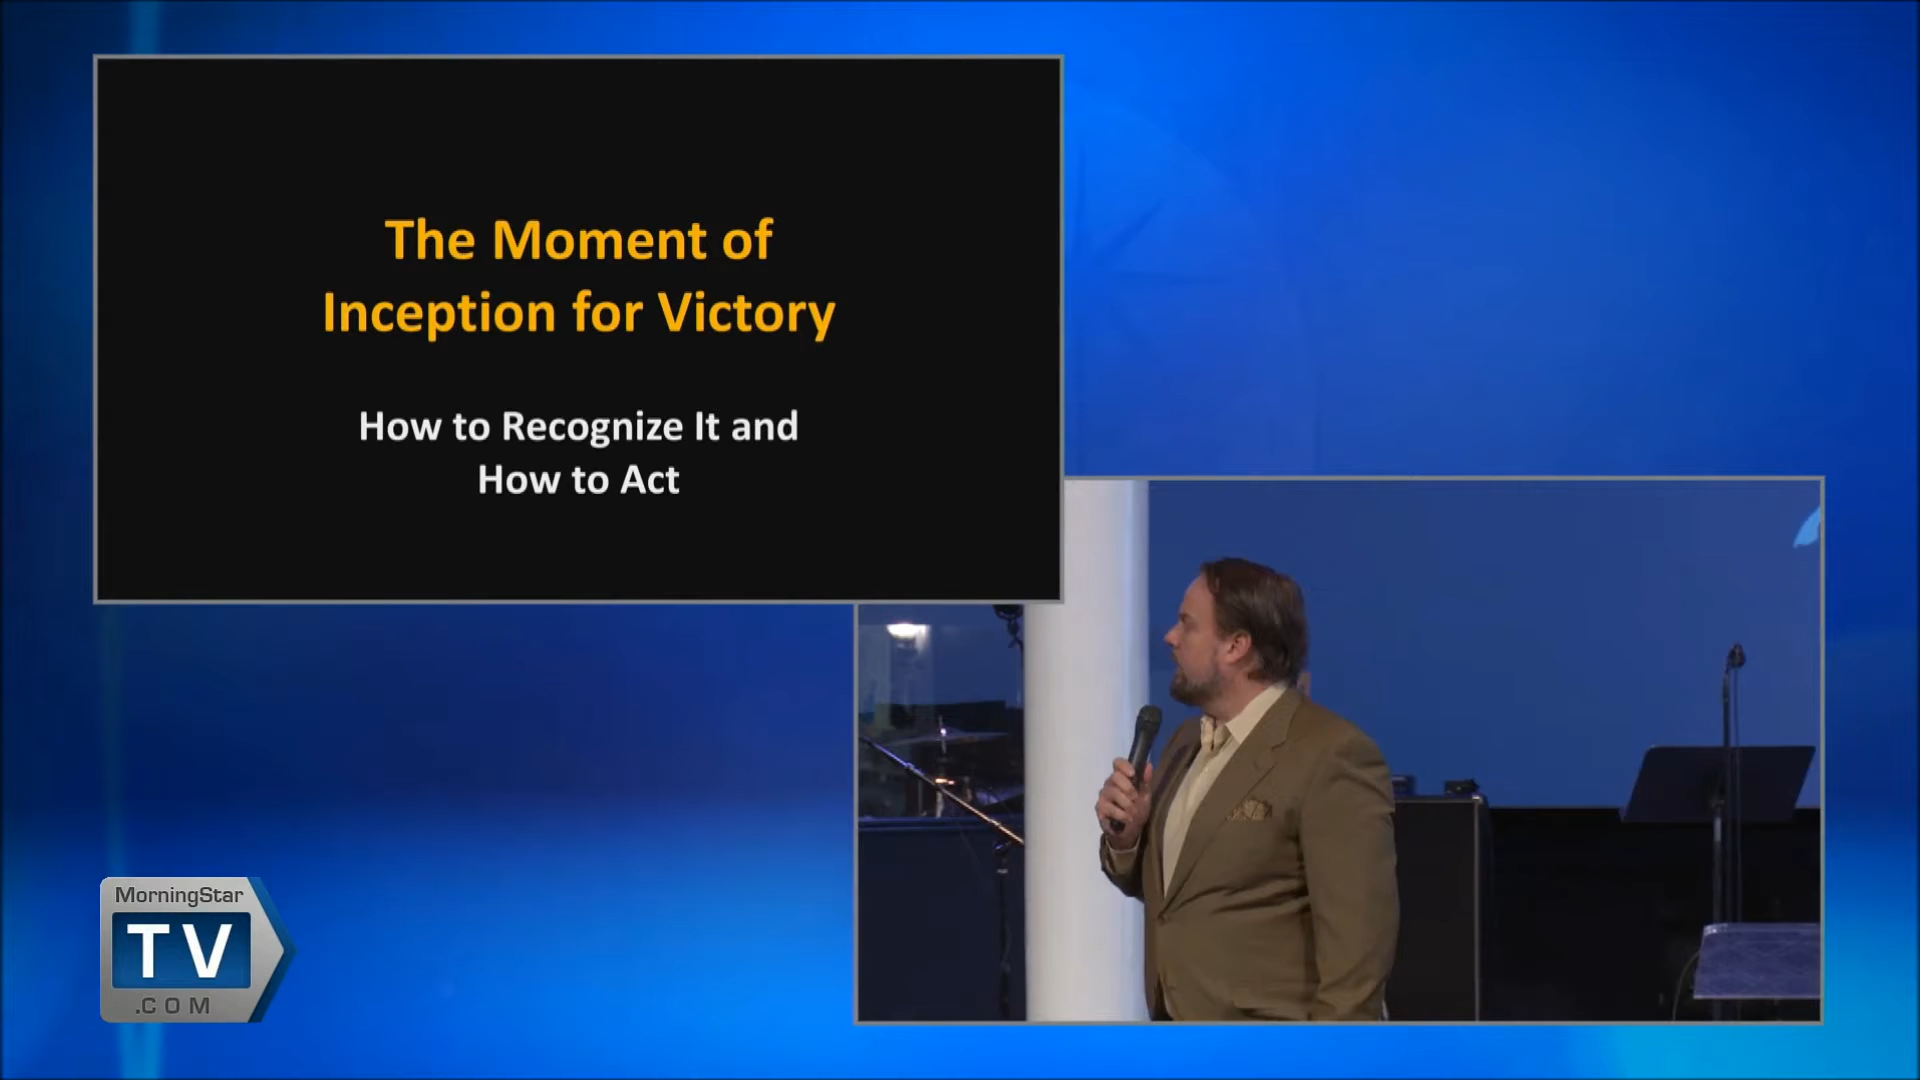 The Moment of
Inception for Victory
How to Recognize It and
How to Act
MorningStar
TV
.COM